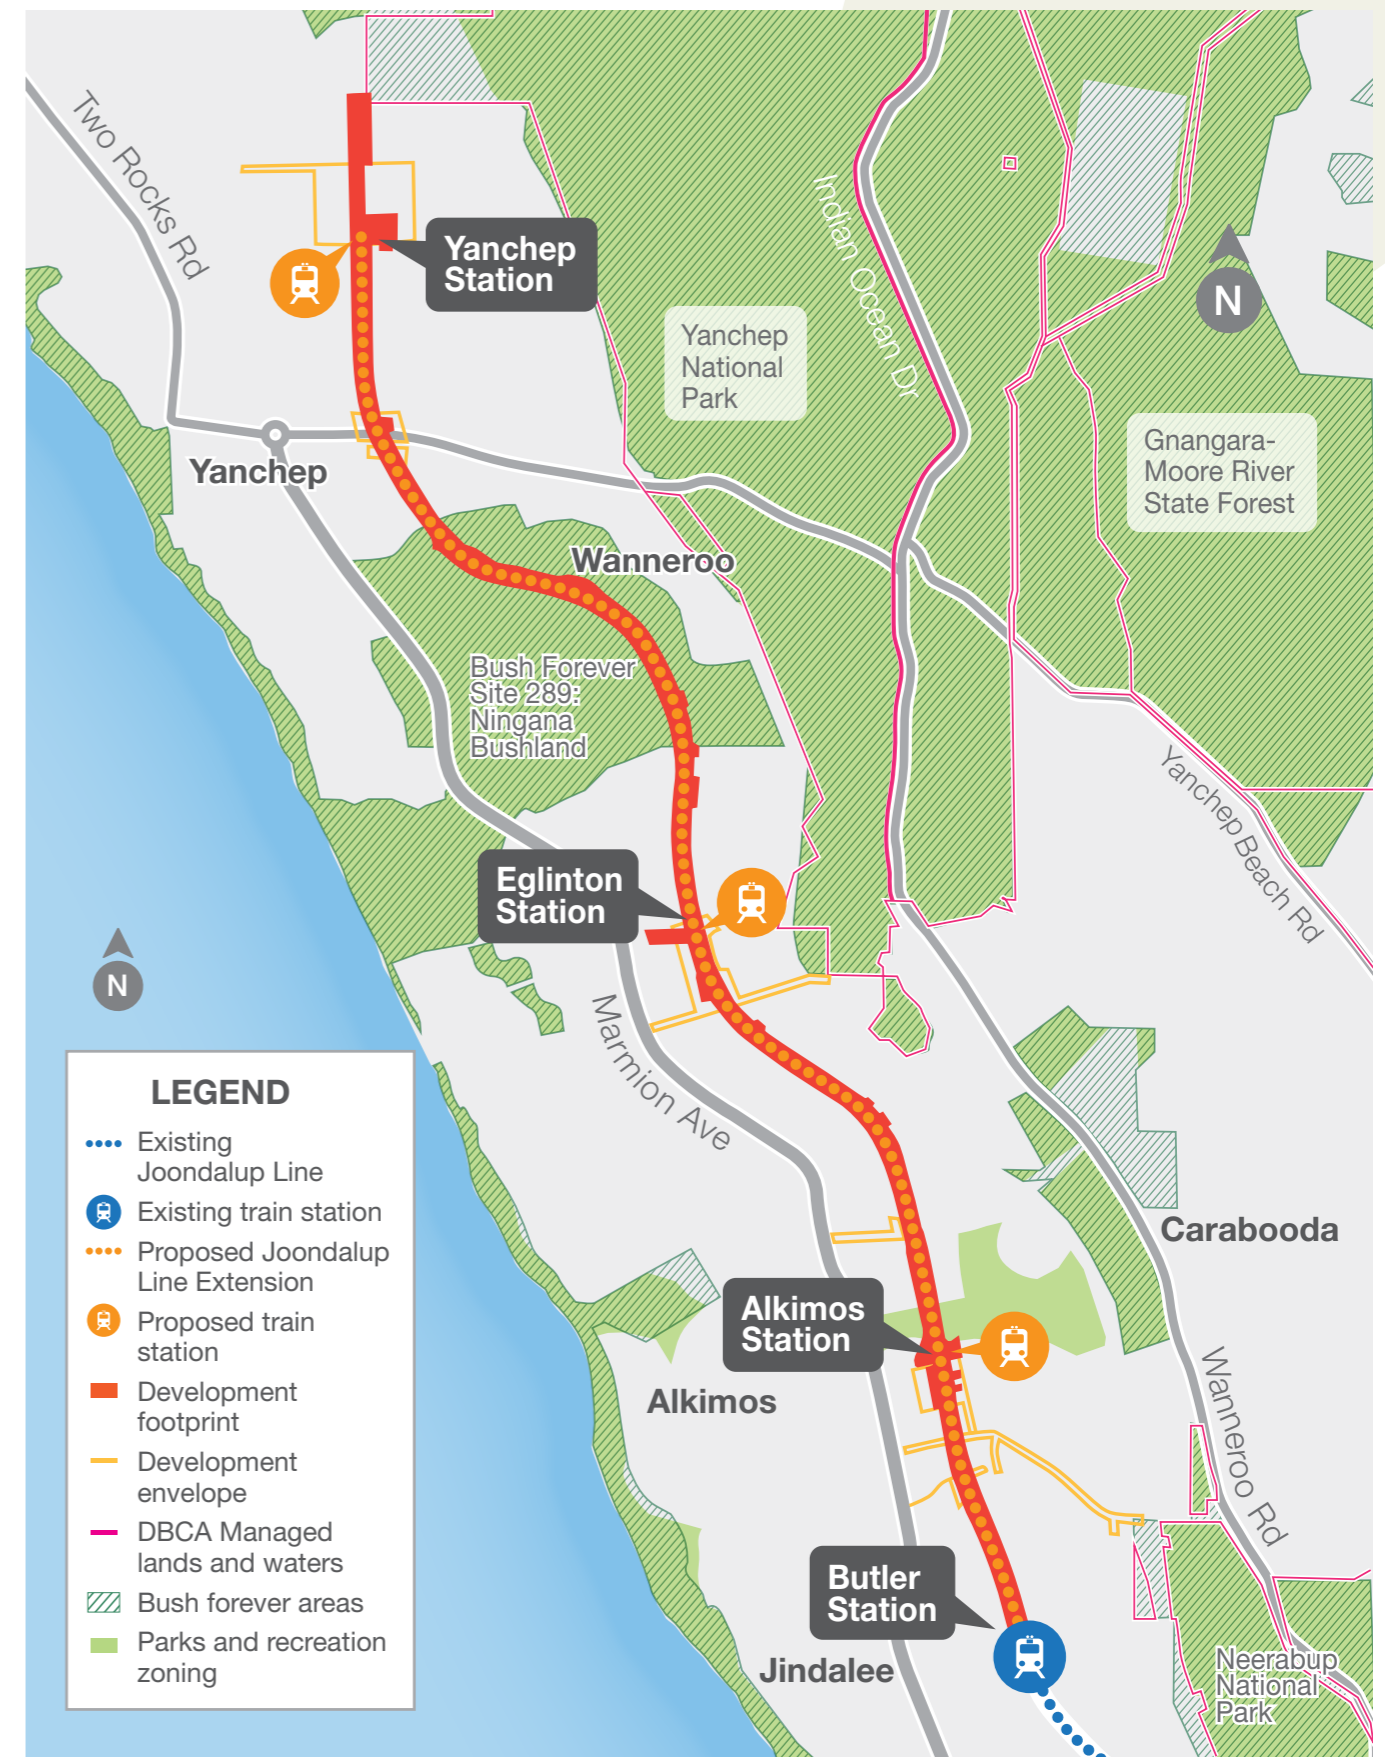 Two Rocks Rd
Yanchep
Station
Indian Ocean Dr
N
Yanchep
National
Park
Gnangara-
Moore River
State Forest
Yanchep
Wanneroo
Bush Forever
Site 289:
Ningana
Bushland
Yanchep Beach Rd
Eglinton
Station
N
Marmion Ave
LEGEND
Existing
Joondalup Line
Existing train station
Proposed Joondalup
Line Extension
Proposed train
station
Development
footprint
Development
envelope
DBCA Managed
lands and waters
Bush forever areas
Parks and recreation
zoning
Carabooda
Alkimos
Station
Alkimos
Wanneroo Rd
Butler
Station
Jindalee
Neerabup
National
Park